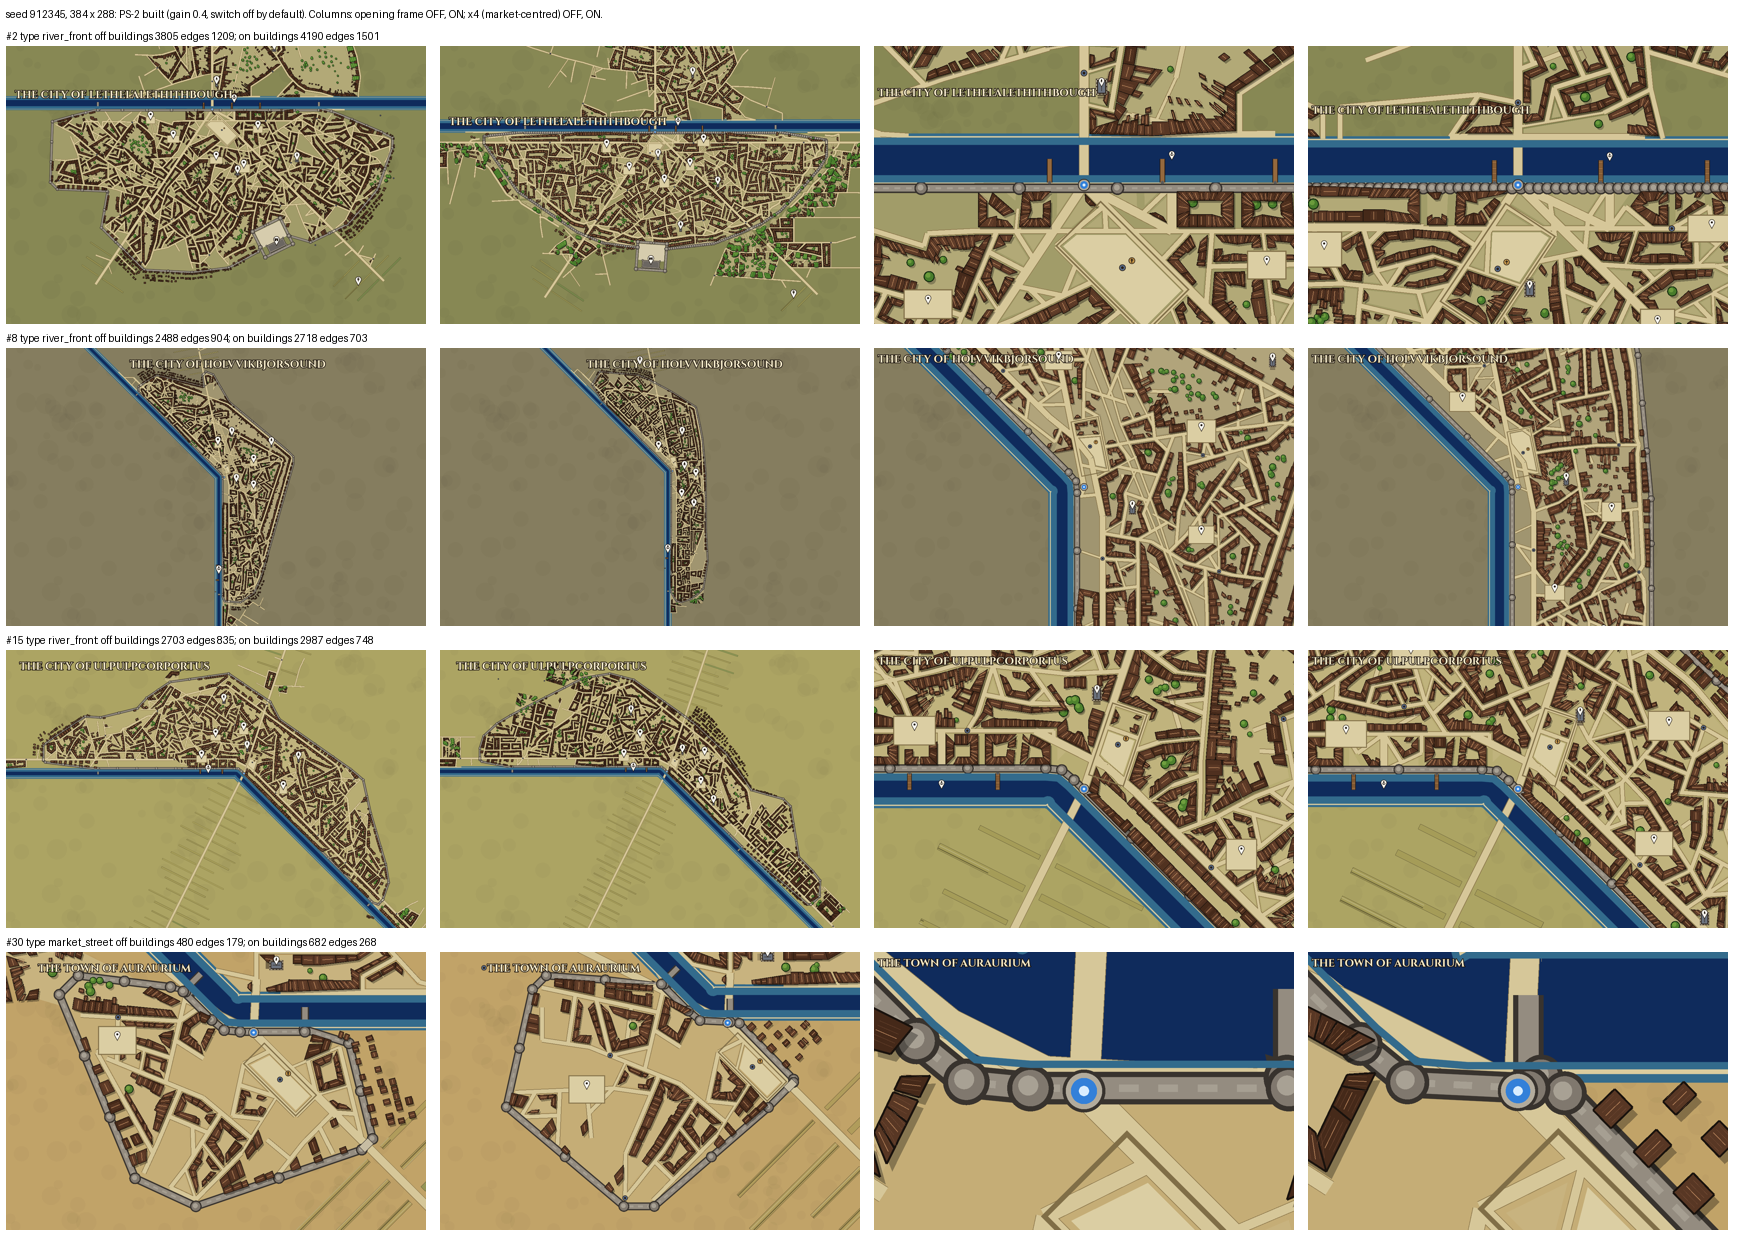 seed 912345, 384 x 288: PS-2 built (gain 0.4, switch off by default). Columns: opening frame OFF, ON; x4 (market-centred) OFF, ON.
#2 type river_front: off buildings 3805 edges 1209; on buildings 4190 edges 1501
THE CITY OF LETHELALETHITHBOUGH
THE CITY OF LETHELALETHITHBOUGH
THE CITY OF LETHELALETHITHBOUGH
THE CITY OF LETHELALETHITHBOUGH
#8 type river_front: off buildings 2488 edges 904; on buildings 2718 edges 703
THE CITY OF HOLVVIKBJORSOUND
THE CITY OF HOLVVIKBJORSOUND
THE CITY OF HOLVVIKBJORSOUND
THE CITY OF HOLVVIKBJORSOUND
#15 type river_front: off buildings 2703 edges 835; on buildings 2987 edges 748
THE CITY OF ULPULPCORPORTUS
THE CITY OF ULPULPCORPORTUS
THE CITY OF ULPULPCORPORTUS
THE CITY OF ULPULPCORPORTUS
#30 type market_street: off buildings 480 edges 179; on buildings 682 edges 268
THE TOWN OF AURAURIUM
THE TOWN OF AURAURIUM
THE TOWN OF AURAURIUM
THE TOWN OF AURAURIUM